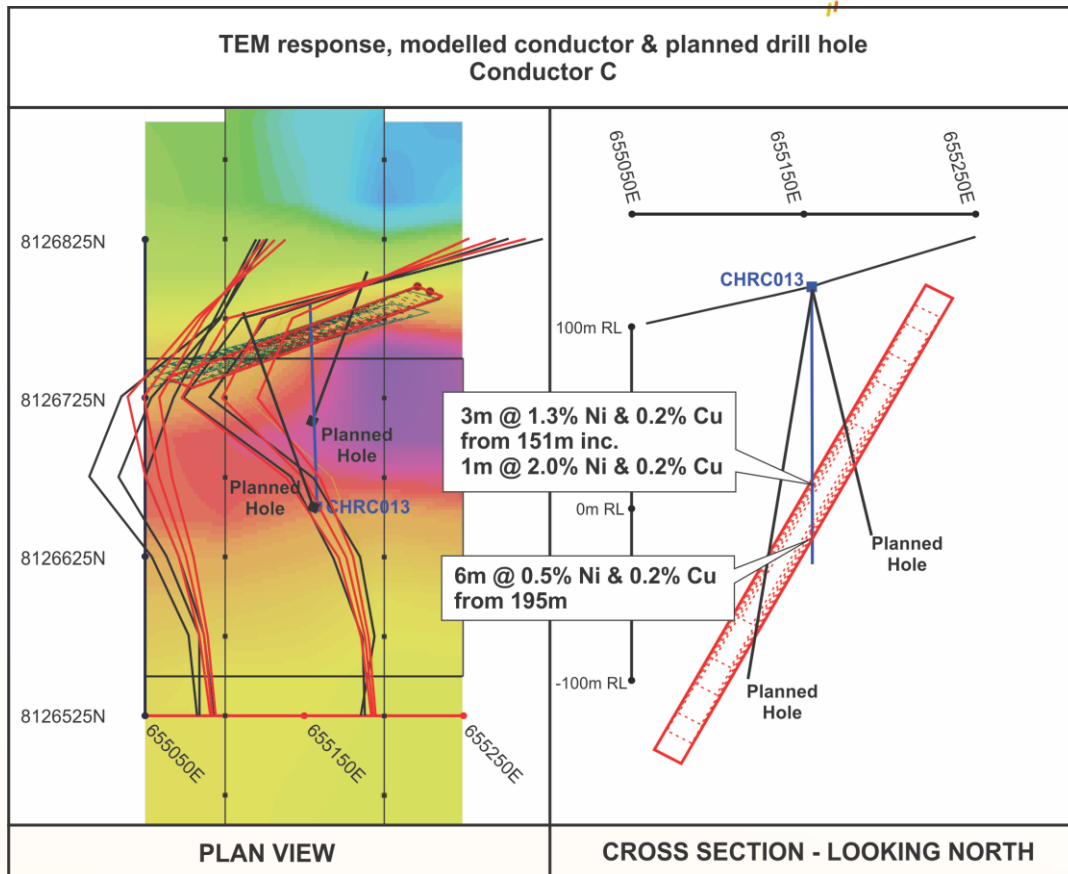 TEM response, modelled conductor & planned drill hole
Conductor C
8126825N
8126725N
8126625N
8126525N
655050E
655150E
655250E
Planned
Hole
Planned
Hole
CHRC013
PLAN VIEW
655050E
655150E
655250E
CHRC013
100m RL
0m RL
-100m RL
3m @ 1.3% Ni & 0.2% Cu
from 151m inc.
1m @ 2.0% Ni & 0.2% Cu
6m @ 0.5% Ni & 0.2% Cu
from 195m
Planned
Hole
Planned
Hole
CROSS SECTION - LOOKING NORTH